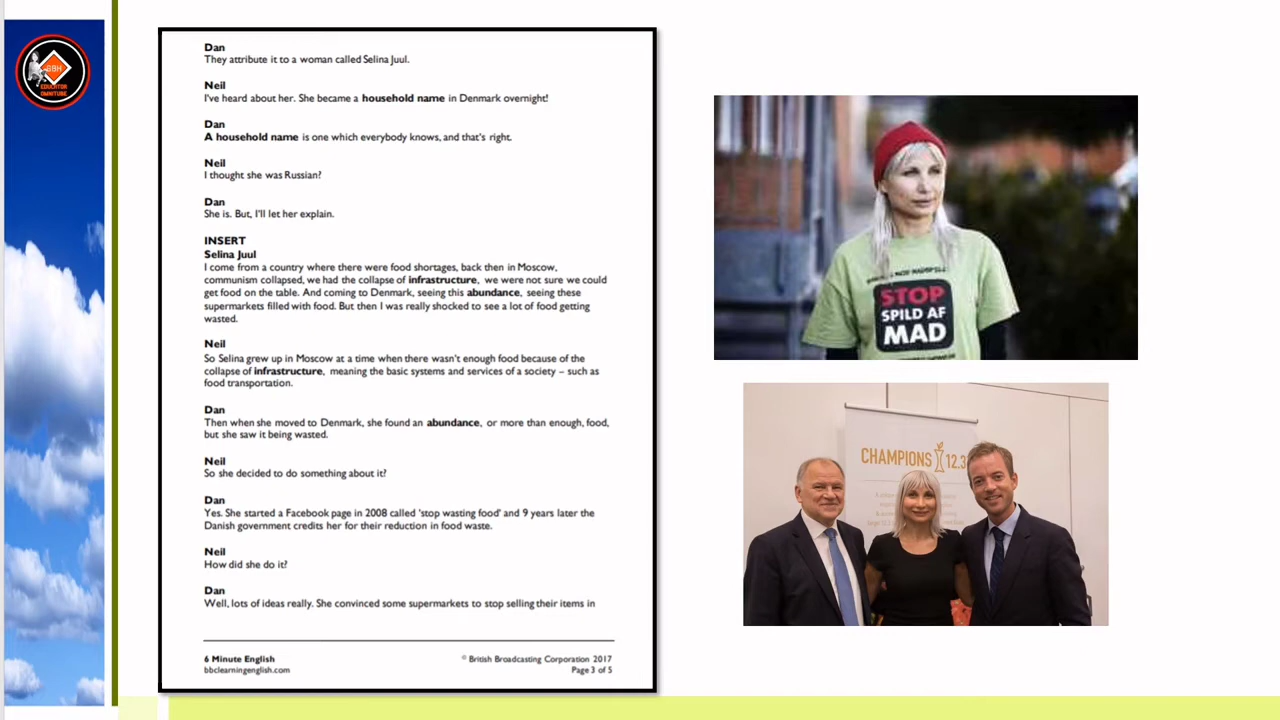 GBH
EDUCATOR
OMNITUBE
Dan
They attribute it to a woman called Selina Juul.
Neil
I've heard about her. She became a household name in Denmark overnight!
Dan
A household name is one which everybody knows, and that's right.
Neil
I thought she was Russian?
Dan
She is. But, I'll let her explain.
INSERT
Selina Juul
I come from a country where there were food shortages, back then in Moscow,
communism collapsed, we had the collapse of infrastructure, we were not sure we could
get food on the table. And coming to Denmark, seeing this abundance, seeing these
supermarkets filled with food. But then I was really shocked to see a lot of food getting
wasted.
Neil
So Selina grew up in Moscow at a time when there wasn't enough food because of the
collapse of infrastructure, meaning the basic systems and services of a society – such as
food transportation.
Dan
Then when she moved to Denmark, she found an abundance, or more than enough, food,
but she saw it being wasted.
Neil
So she decided to do something about it?
Dan
Yes. She started a Facebook page in 2008 called 'stop wasting food' and 9 years later the
Danish government credits her for their reduction in food waste.
Neil
How did she do it?
Dan
Well, lots of ideas really. She convinced some supermarkets to stop selling their items in
6 Minute English
bbclearningenglish.com
© British Broadcasting Corporation 2017
Page 3 of 5
STOP
SPILD AF
MAD
CHAMPIONS 12.3